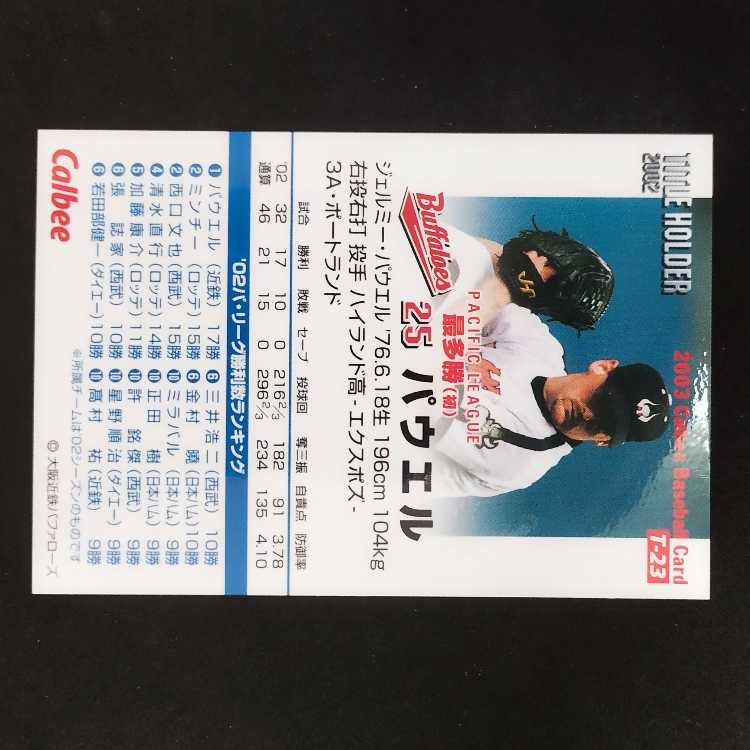 TITLE HOLDER
2002
2003 Calbee Baseball Card
T-23
Buffaloes
PACIFIC LEAGUE
最多勝(初)
25 パウエル
ジェルミー・パウエル '76.6.18生 196cm 104kg
右投右打 投手 ハイランド高 - エクスポズ -
3A・ポートランド
試合 勝利 敗戦 セーブ 投球回 奪三振 自責点 防御率
'02 32 17 10 0 216 2/3 182 91 3.78
通算 46 21 15 0 296 2/3 234 135 4.10
'02パ・リーグ勝利数ランキング
① パウエル (近鉄) 17勝 ⑥ 三井浩二 (西武) 10勝
② ミンチー (ロッテ) 15勝 ⑥ 金村 曉 (日本ハム) 10勝
② 西口文也 (西武) 15勝 ⑩ ミラバル (日本ハム) 9勝
④ 清水直行 (ロッテ) 14勝 ⑩ 正田 樹 (日本ハム) 9勝
⑤ 加藤康介 (ロッテ) 11勝 ⑩ 許 銘傑 (西武) 9勝
⑥ 張 誌家 (西武) 10勝 ⑩ 星野順治 (ダイエー) 9勝
⑥ 若田部健一 (ダイエー) 10勝 ⑩ 高村 祐 (近鉄) 9勝
※所属チームは'02シーズンのものです
Calbee
© 大阪近鉄バファローズ